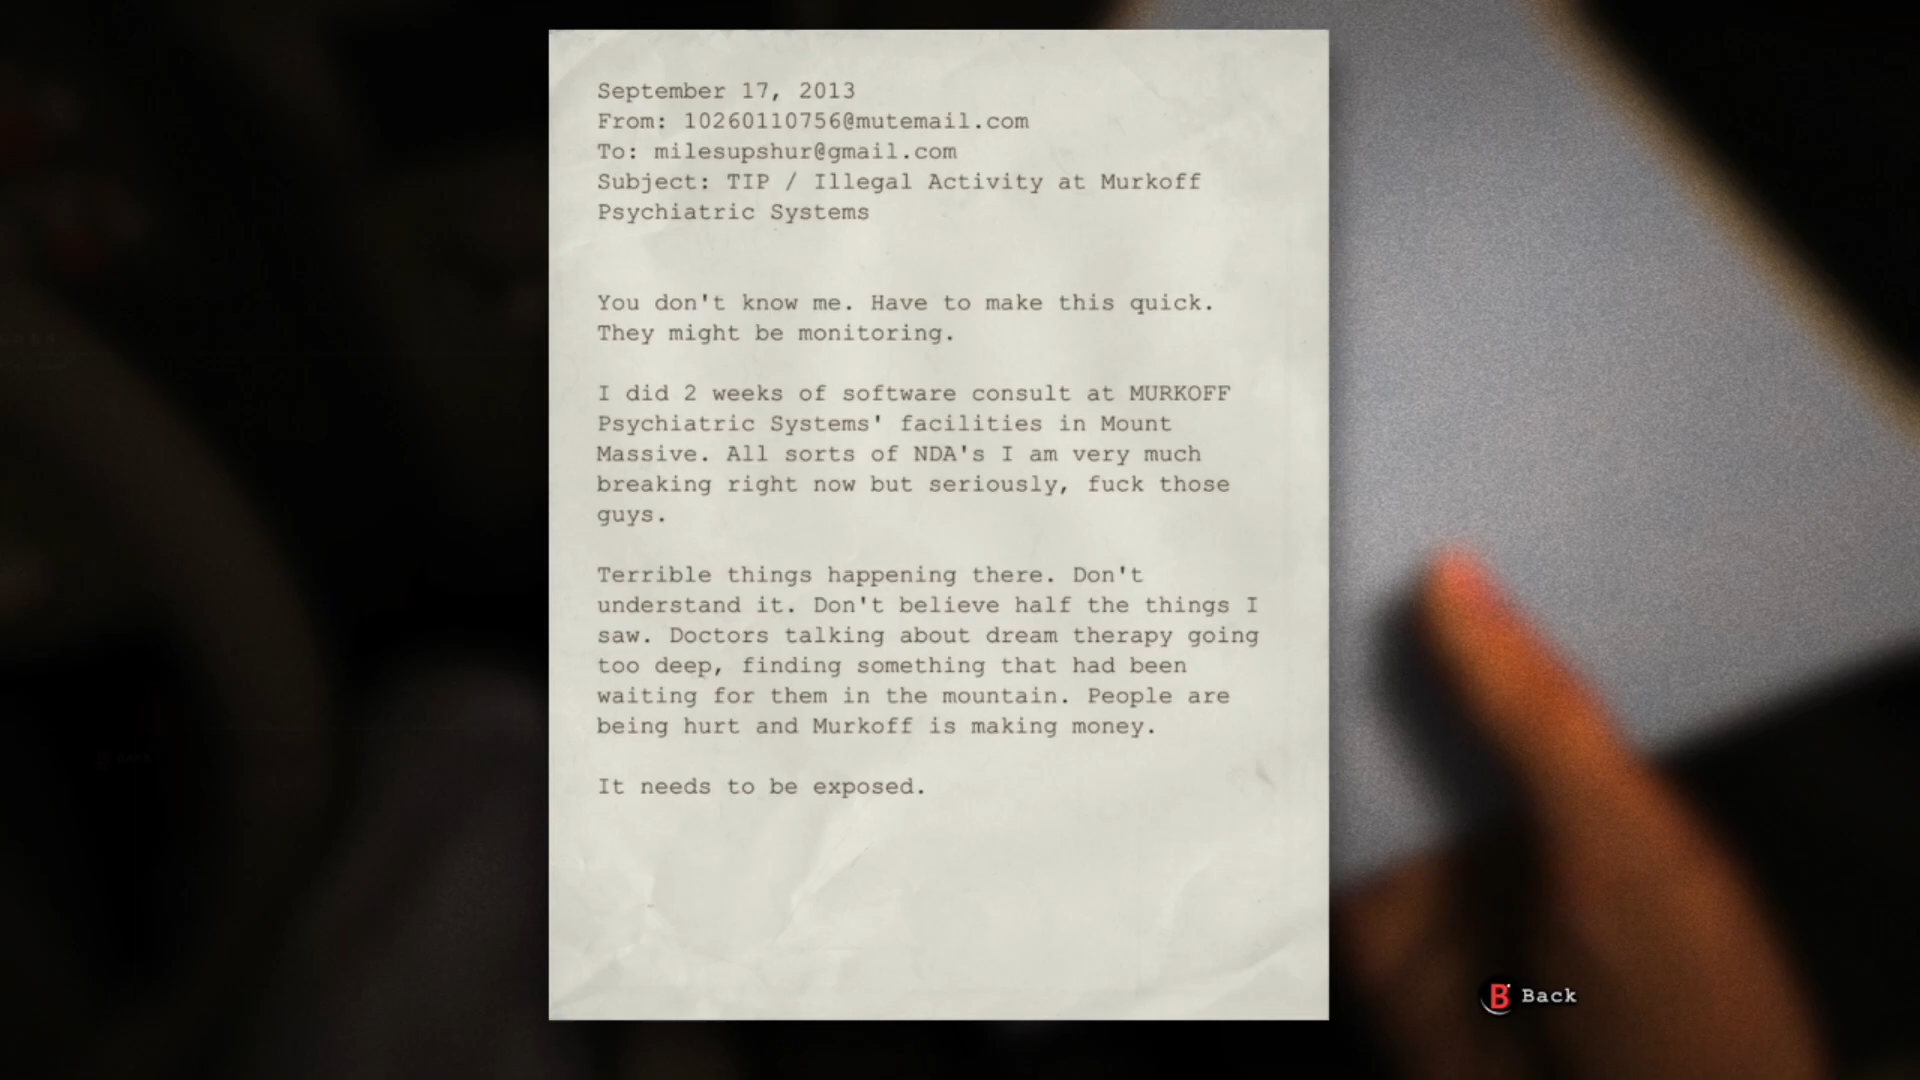 September 17, 2013
From: 10260110756@mutemail.com
To: milesupshur@gmail.com
Subject: TIP / Illegal Activity at Murkoff
Psychiatric Systems
You don't know me. Have to make this quick.
They might be monitoring.
I did 2 weeks of software consult at MURKOFF
Psychiatric Systems' facilities in Mount
Massive. All sorts of NDA's I am very much
breaking right now but seriously, fuck those
guys.
Terrible things happening there. Don't
understand it. Don't believe half the things I
saw. Doctors talking about dream therapy going
too deep, finding something that had been
waiting for them in the mountain. People are
being hurt and Murkoff is making money.
It needs to be exposed.
B Back